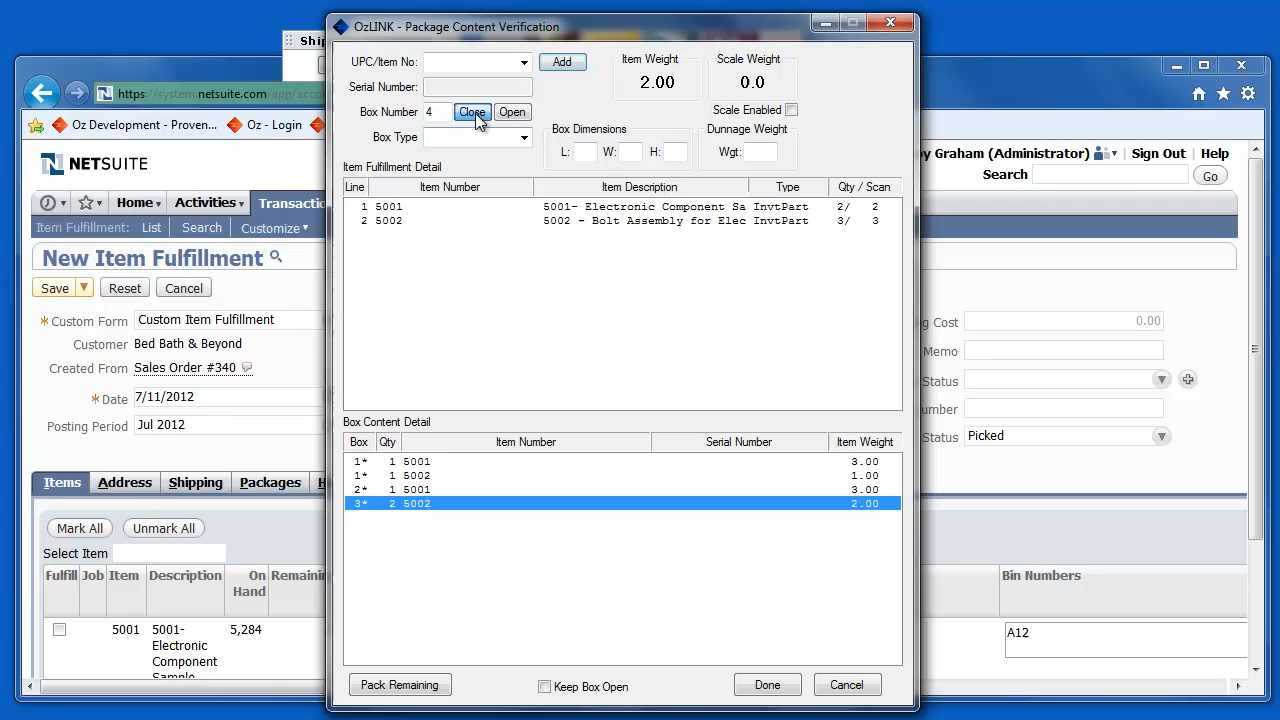 OzLINK - Package Content Verification
Ship
https://system.netsuite.com/app/accou
Oz Development - Proven... Oz - Login
NETSUITE
by Graham (Administrator) Sign Out Help
Search Go
Home Activities Transactio
Item Fulfillment: List Search Customize
New Item Fulfillment
Save Reset Cancel
Custom Form Custom Item Fulfillment
Customer Bed Bath & Beyond
Created From Sales Order #340
Date 7/11/2012
Posting Period Jul 2012
Items Address Shipping Packages H
Mark All Unmark All
Select Item
Fulfill Job Item Description On Hand Remainin
5001 5001- Electronic Component Sample 5,284
UPC/Item No: Add
Serial Number:
Box Number 4 Close Open
Box Type
Item Weight
2.00
Scale Weight
0.0
Scale Enabled
Box Dimensions
L: W: H:
Dunnage Weight
Wgt:
Item Fulfillment Detail
Line Item Number Item Description Type Qty / Scan
1 5001 5001- Electronic Component Sa InvtPart 2/ 2
2 5002 5002 - Bolt Assembly for Elec InvtPart 3/ 3
Box Content Detail
Box Qty Item Number Serial Number Item Weight
1* 1 5001 3.00
1* 1 5002 1.00
2* 1 5001 3.00
3* 2 5002 2.00
Pack Remaining Keep Box Open Done Cancel
g Cost 0.00
Memo
Status
umber
Status Picked
Bin Numbers
A12